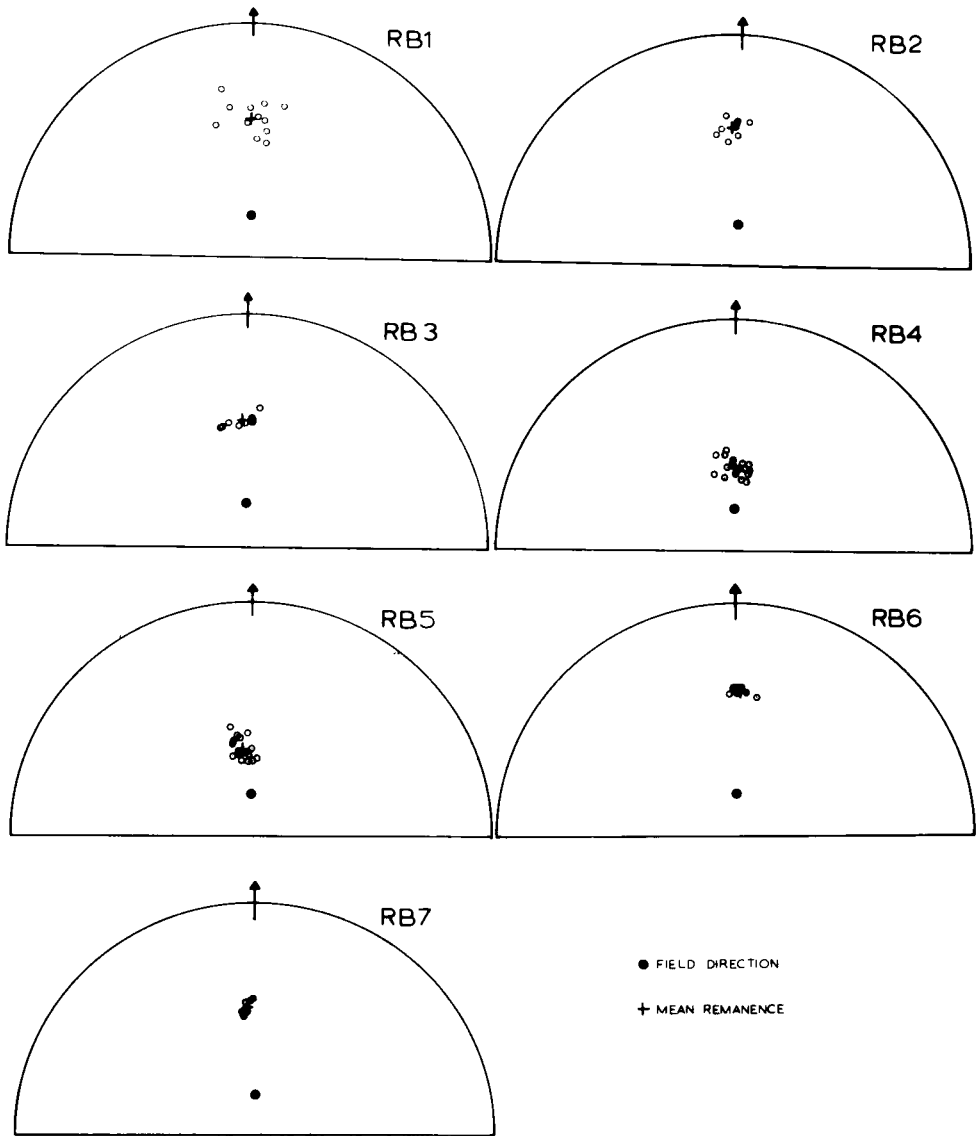 RB1
RB2
RB3
RB4
RB5
RB6
RB7
FIELD DIRECTION
MEAN REMANENCE